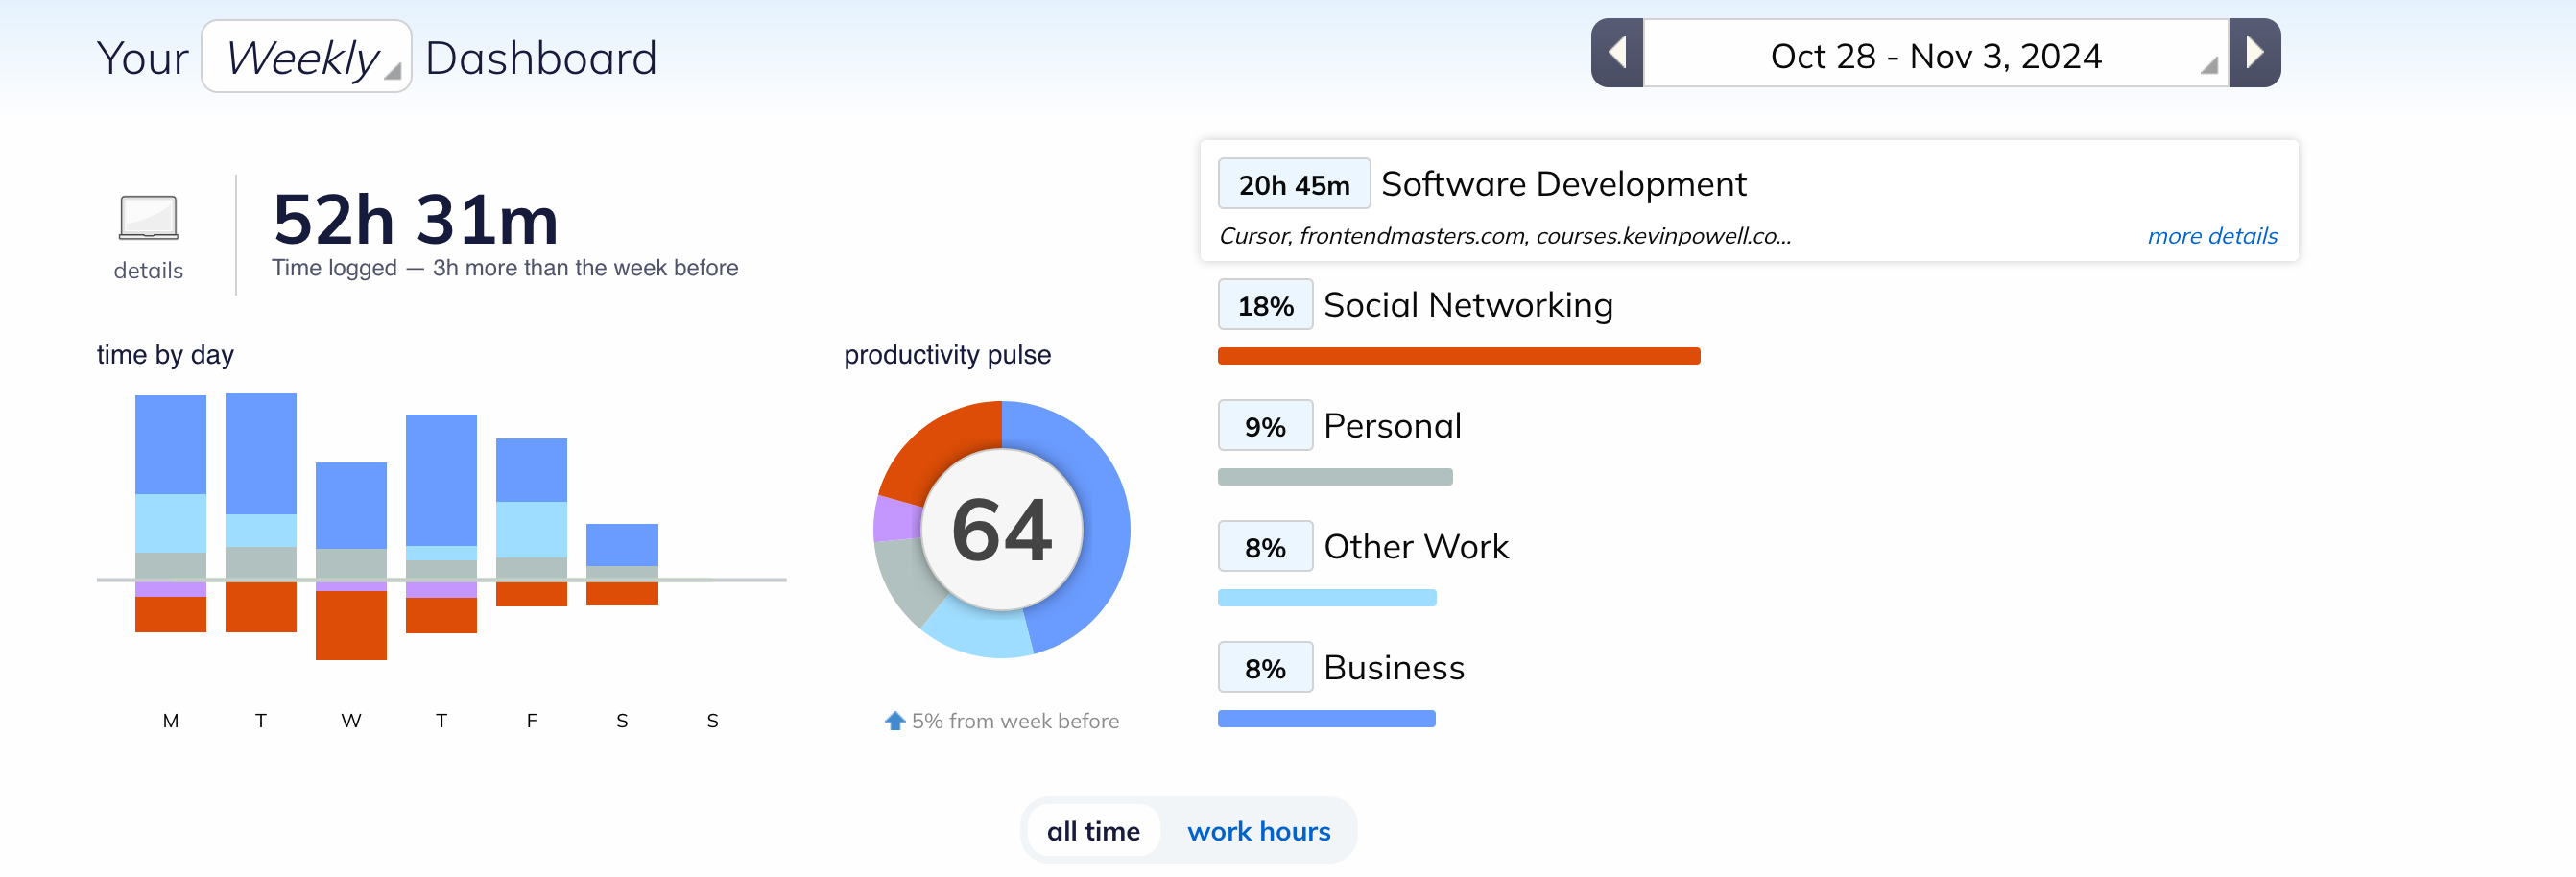 Your Weekly Dashboard
Oct 28 - Nov 3, 2024
details
52h 31m
Time logged — 3h more than the week before
time by day
M T W T F S S
productivity pulse
64
5% from week before
20h 45m Software Development
Cursor, frontendmasters.com, courses.kevinpowell.co...
more details
18% Social Networking
9% Personal
8% Other Work
8% Business
all time
work hours